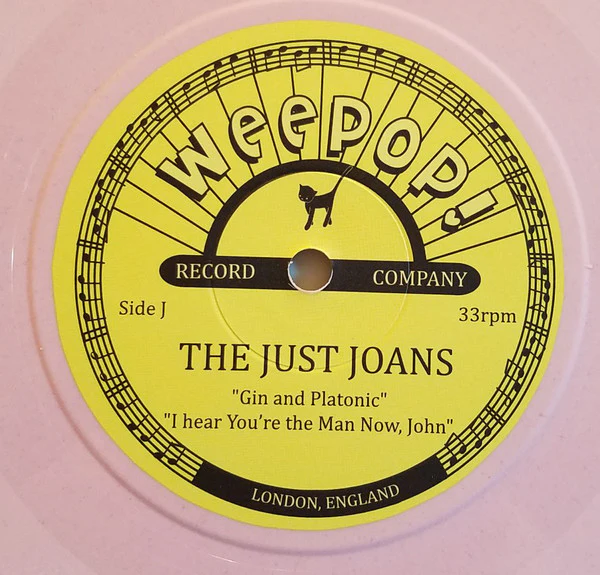 WEEPOP!
RECORD COMPANY
Side J 33rpm
THE JUST JOANS
"Gin and Platonic"
"I hear You're the Man Now, John"
LONDON, ENGLAND